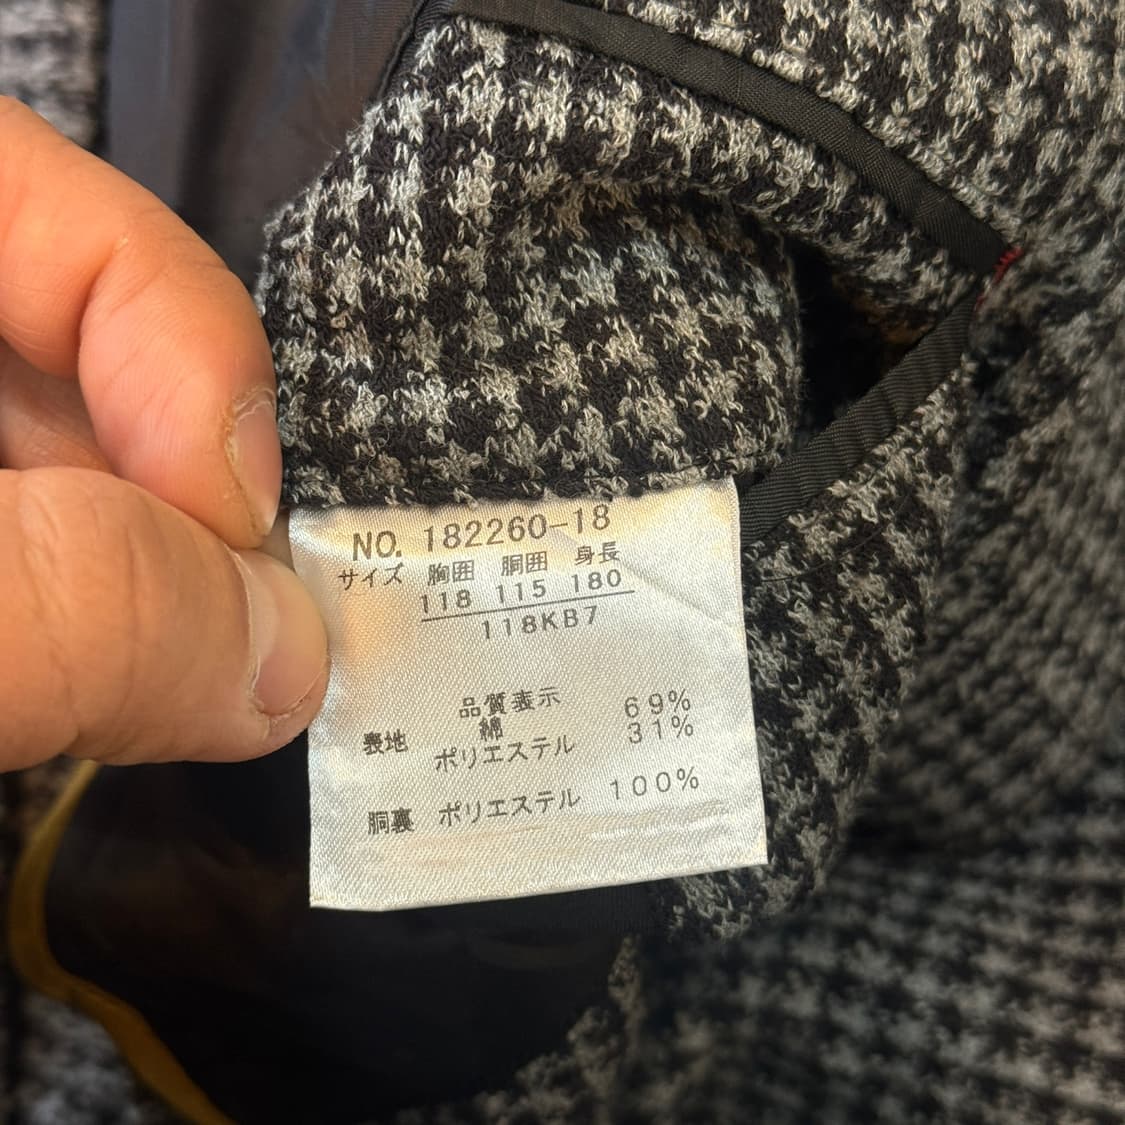 NO. 182260-18
サイズ 胸囲 胴囲 身長
118 115 180
118KB7
品質表示
表地 綿 69%
ポリエステル 31%
胴裏 ポリエステル 100%